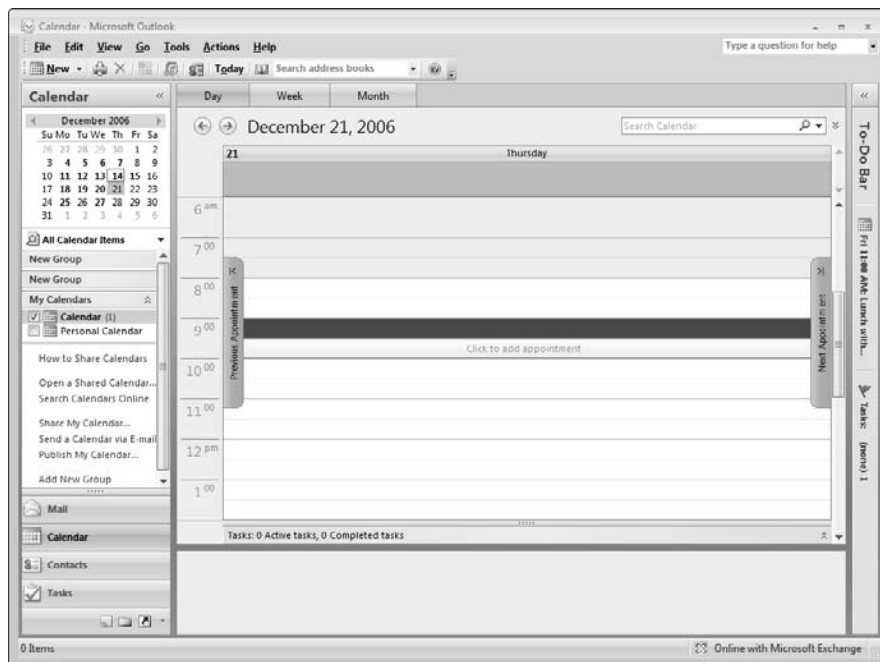 Calendar - Microsoft Outlook
File Edit View Go Tools Actions Help
Type a question for help
New Today Search address books
Calendar «
December 2006
Su Mo Tu We Th Fr Sa
26 27 28 29 30 1 2
3 4 5 6 7 8 9
10 11 12 13 14 15 16
17 18 19 20 21 22 23
24 25 26 27 28 29 30
31 1 2 3 4 5 6
All Calendar Items
New Group
New Group
My Calendars
Calendar (1)
Personal Calendar
How to Share Calendars
Open a Shared Calendar...
Search Calendars Online
Share My Calendar...
Send a Calendar via E-mail
Publish My Calendar...
Add New Group
Mail
Calendar
Contacts
Tasks
Day Week Month
December 21, 2006
Search Calendar
21 Thursday
6 am
7 00
8 00
9 00
Click to add appointment
10 00
11 00
12 pm
1 00
Previous Appointment
Next Appointment
Tasks: 0 Active tasks, 0 Completed tasks
«
To-Do Bar
Fri 11:00 AM: Lunch with...
Tasks: (none) 1
0 Items
Online with Microsoft Exchange